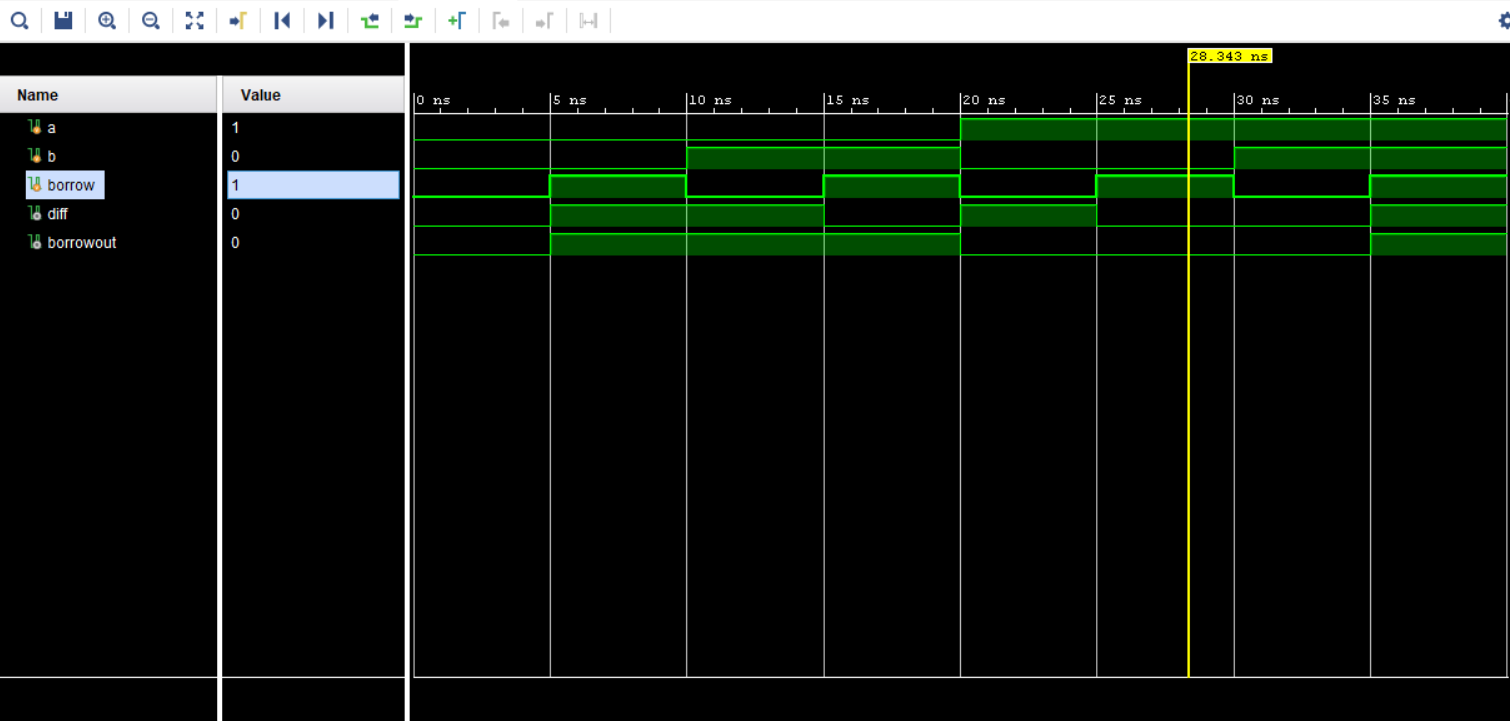 28.343 ns
Name Value
0 ns 5 ns 10 ns 15 ns 20 ns 25 ns 30 ns 35 ns
a 1
b 0
borrow 1
diff 0
borrowout 0